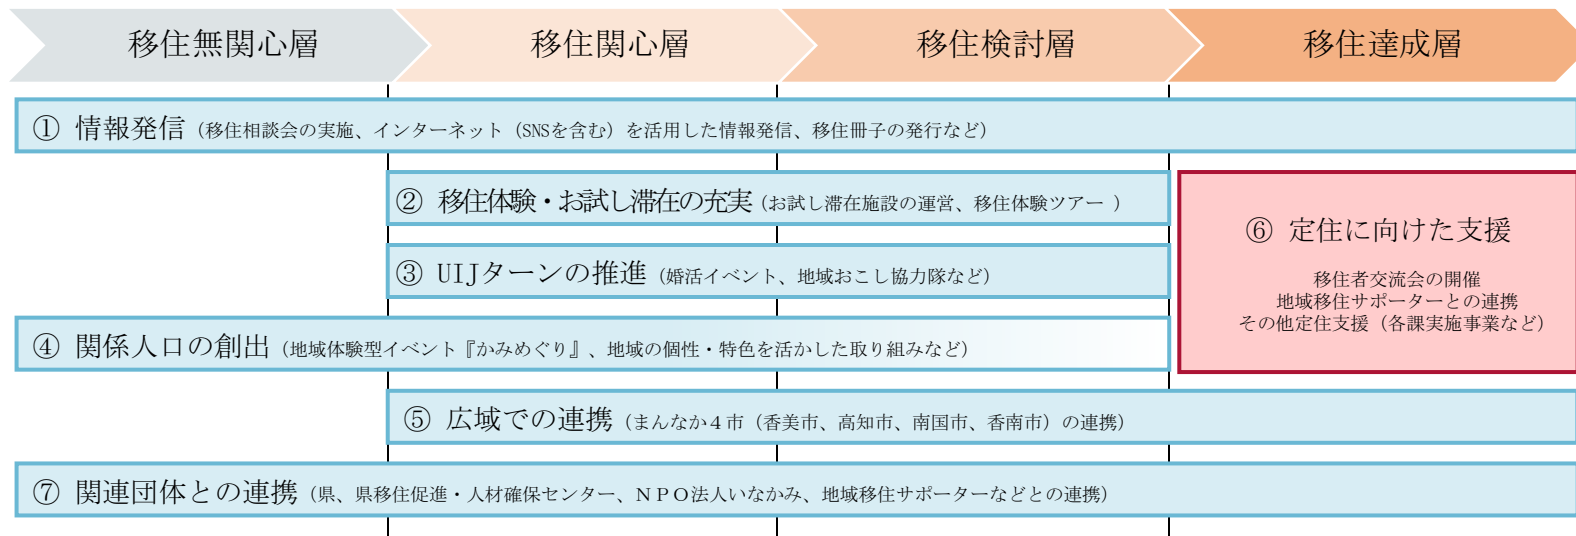 移住無関心層
移住関心層
移住検討層
移住達成層
① 情報発信（移住相談会の実施、インターネット（SNSを含む）を活用した情報発信、移住冊子の発行など）
② 移住体験・お試し滞在の充実（お試し滞在施設の運営、移住体験ツアー ）
③ UIJターンの推進（婚活イベント、地域おこし協力隊など）
④ 関係人口の創出（地域体験型イベント『かみめぐり』、地域の個性・特色を活かした取り組みなど）
⑥ 定住に向けた支援
移住者交流会の開催
地域移住サポーターとの連携
その他定住支援（各課実施事業など）
⑤ 広域での連携（まんなか４市（香美市、高知市、南国市、香南市）の連携）
⑦ 関連団体との連携（県、県移住促進・人材確保センター、ＮＰＯ法人いなかみ、地域移住サポーターなどとの連携）